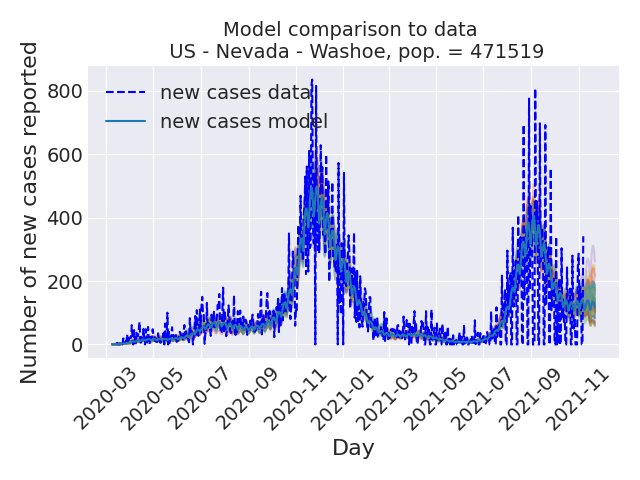 Model comparison to data
US - Nevada - Washoe, pop. = 471519
Number of new cases reported
800
600
400
200
0
new cases data
new cases model
2020-03
2020-05
2020-07
2020-09
2020-11
2021-01
2021-03
2021-05
2021-07
2021-09
2021-11
Day